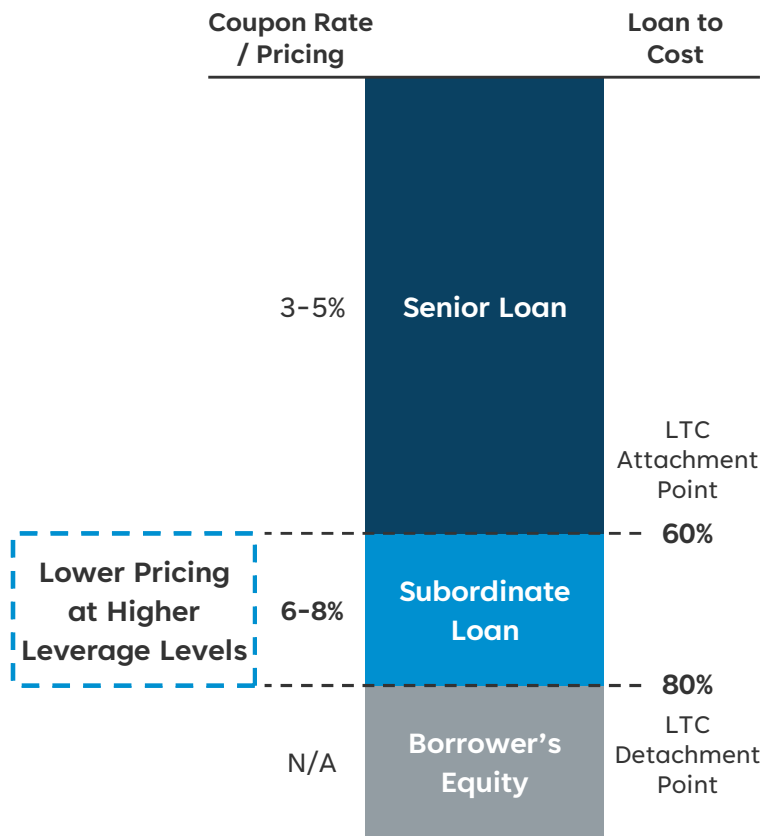 Coupon Rate
/ Pricing
Loan to
Cost
3-5%
Senior Loan
LTC
Attachment
Point
60%
Lower Pricing
at Higher
Leverage Levels
6-8%
Subordinate
Loan
80%
N/A
Borrower’s
Equity
LTC
Detachment
Point